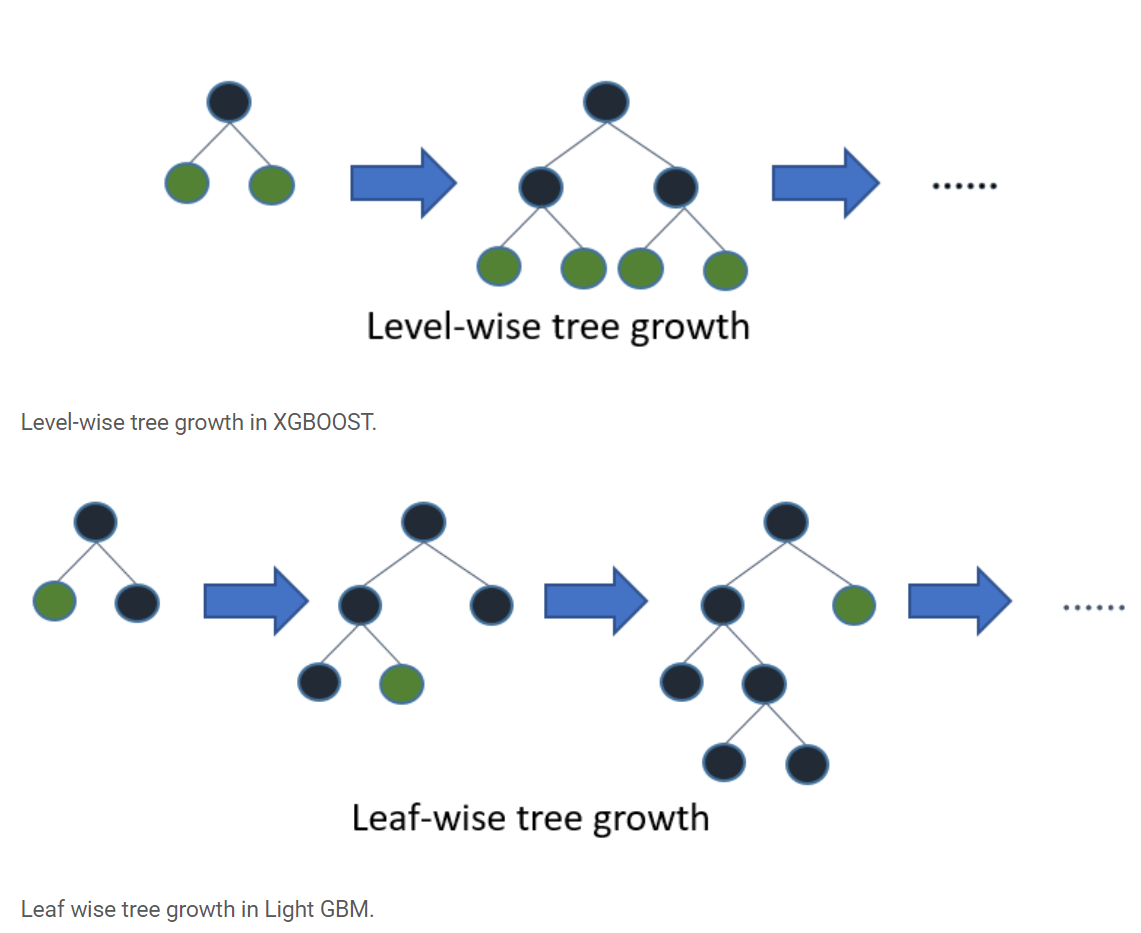 ......
Level-wise tree growth
Level-wise tree growth in XGBOOST.
......
Leaf-wise tree growth
Leaf wise tree growth in Light GBM.